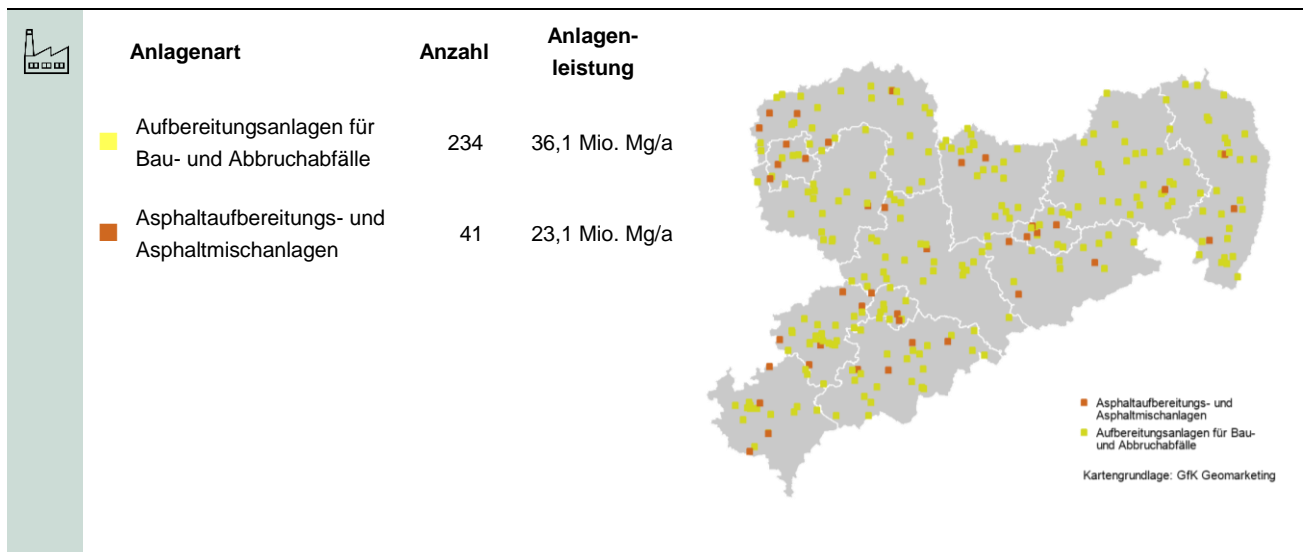 Anlagenart Anzahl Anlagen-
leistung
Aufbereitungsanlagen für
Bau- und Abbruchabfälle 234 36,1 Mio. Mg/a
Asphaltaufbereitungs- und
Asphaltmischanlagen 41 23,1 Mio. Mg/a
Asphaltaufbereitungs- und
Asphaltmischanlagen
Aufbereitungsanlagen für Bau-
und Abbruchabfälle
Kartengrundlage: GfK Geomarketing